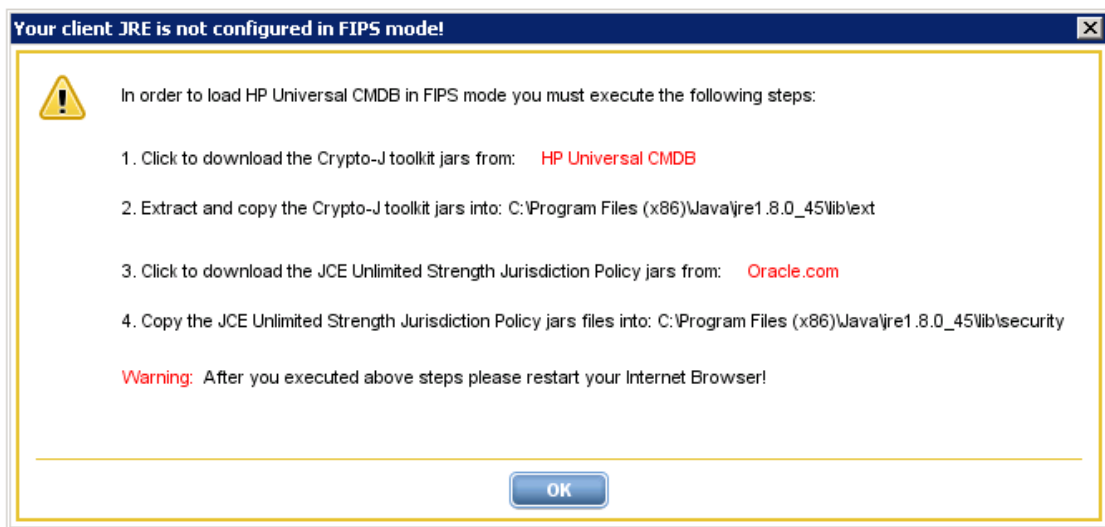 Your client JRE is not configured in FIPS mode!
In order to load HP Universal CMDB in FIPS mode you must execute the following steps:
1. Click to download the Crypto-J toolkit jars from: HP Universal CMDB
2. Extract and copy the Crypto-J toolkit jars into: C:\Program Files (x86)\Java\jre1.8.0_45\lib\ext
3. Click to download the JCE Unlimited Strength Jurisdiction Policy jars from: Oracle.com
4. Copy the JCE Unlimited Strength Jurisdiction Policy jars files into: C:\Program Files (x86)\Java\jre1.8.0_45\lib\security
Warning: After you executed above steps please restart your Internet Browser!
OK